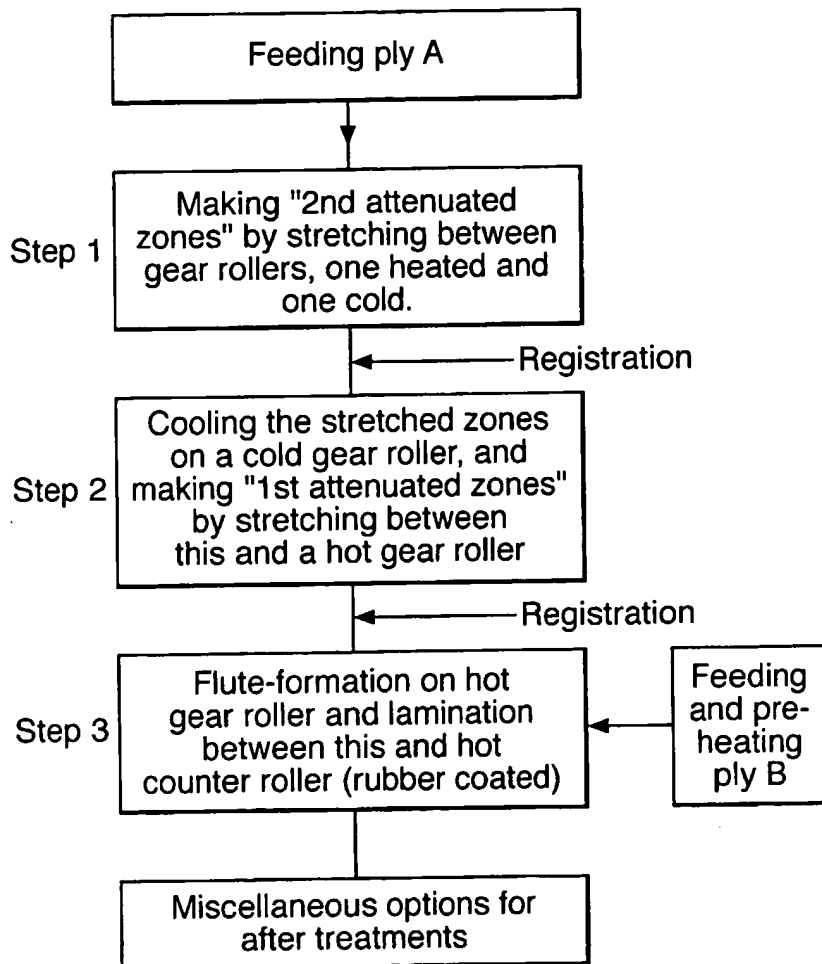 Feeding ply A
Step 1
Making "2nd attenuated
zones" by stretching between
gear rollers, one heated and
one cold.
Registration
Step 2
Cooling the stretched zones
on a cold gear roller, and
making "1st attenuated zones"
by stretching between
this and a hot gear roller
Registration
Step 3
Flute-formation on hot
gear roller and lamination
between this and hot
counter roller (rubber coated)
Feeding
and pre-
heating
ply B
Miscellaneous options for
after treatments